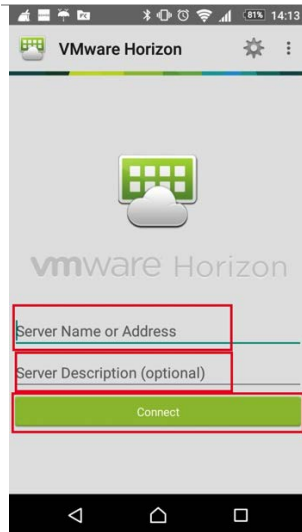 81% 14:13
VMware Horizon
vmware Horizon
Server Name or Address
Server Description (optional)
Connect